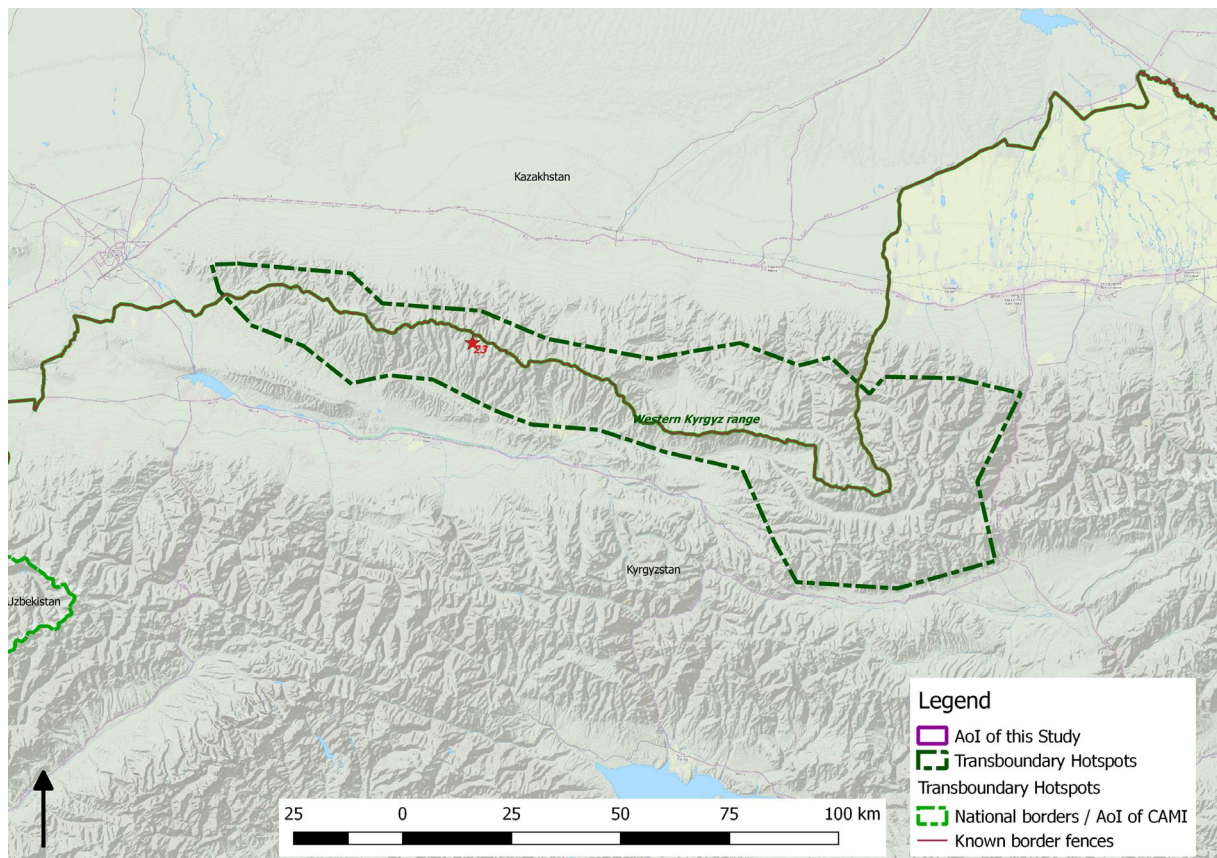 Kazakhstan
23
Western Kyrgyz range
Kyrgyzstan
Uzbekistan
Legend
AoI of this Study
Transboundary Hotspots
Transboundary Hotspots
National borders / AoI of CAMI
Known border fences
25 0 25 50 75 100 km